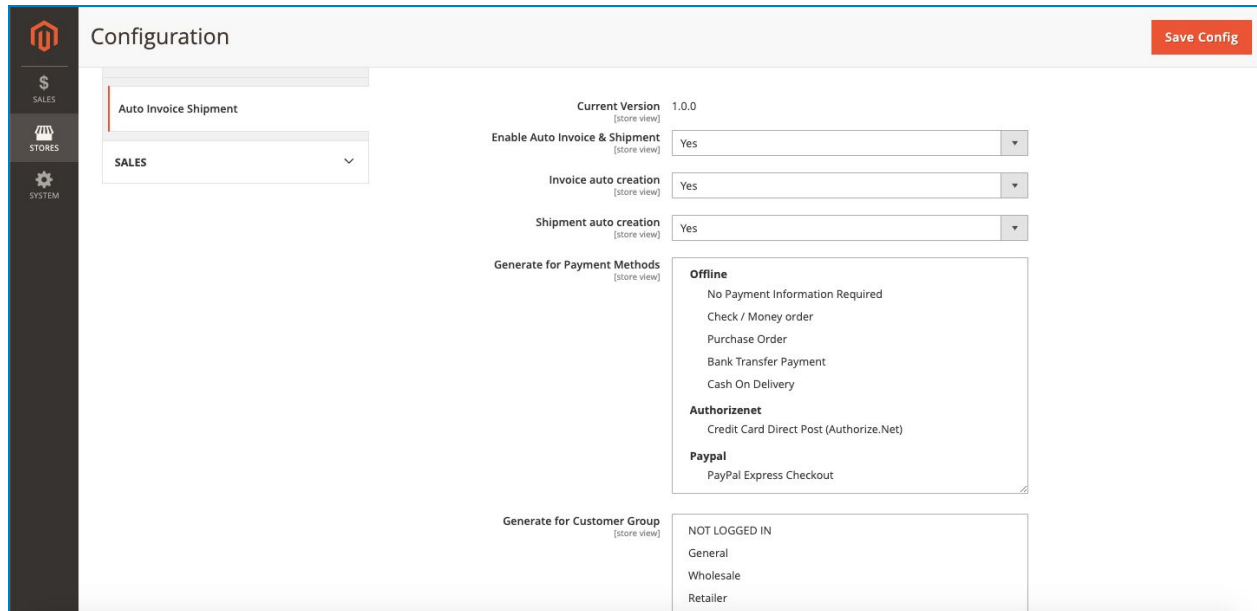 Configuration
Save Config
$
SALES
STORES
SYSTEM
Auto Invoice Shipment
SALES
Current Version 1.0.0
[store view]
Enable Auto Invoice & Shipment Yes
[store view]
Invoice auto creation Yes
[store view]
Shipment auto creation Yes
[store view]
Generate for Payment Methods
[store view]
Offline
No Payment Information Required
Check / Money order
Purchase Order
Bank Transfer Payment
Cash On Delivery
Authorizenet
Credit Card Direct Post (Authorize.Net)
Paypal
PayPal Express Checkout
Generate for Customer Group
[store view]
NOT LOGGED IN
General
Wholesale
Retailer